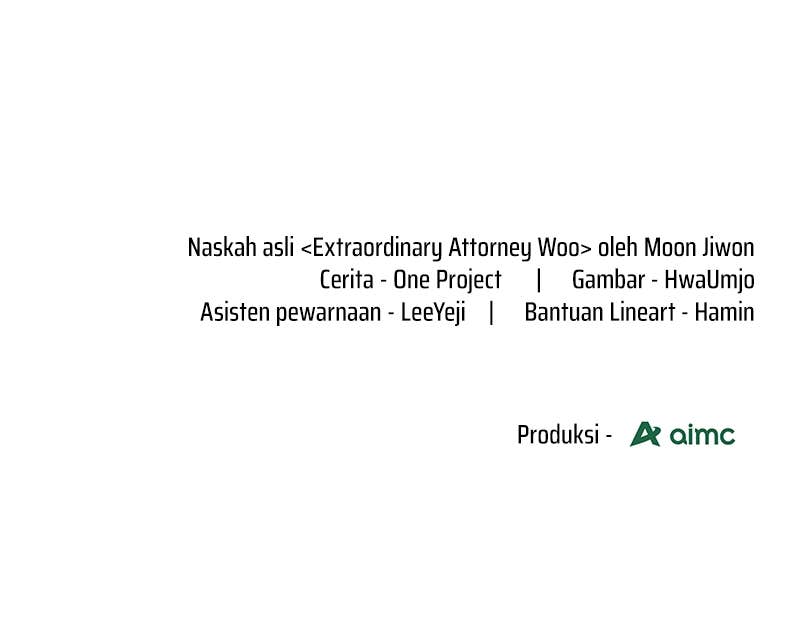 Naskah asli <Extraordinary Attorney Woo> oleh Moon Jiwon
Cerita - One Project | Gambar - HwaUmjo
Asisten pewarnaan - LeeYeji | Bantuan Lineart - Hamin
Produksi - aimc